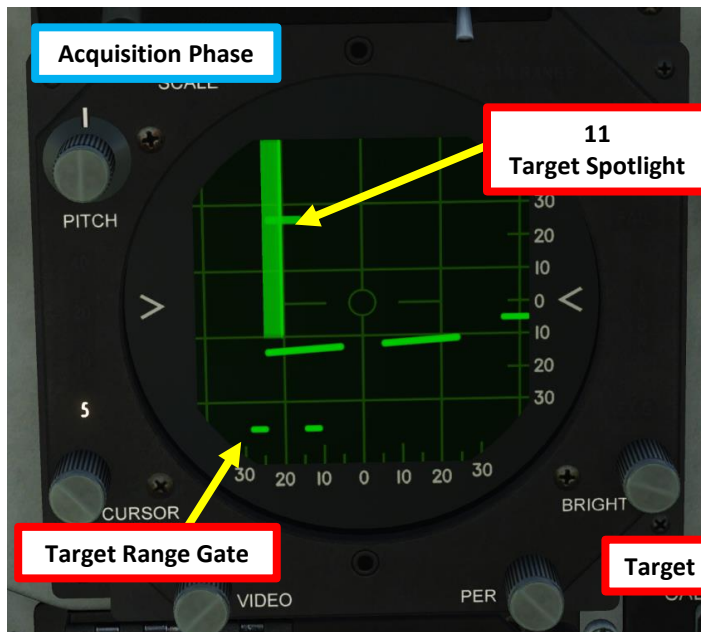 Acquisition Phase
SCALE
11
Target Spotlight
PITCH
30
20
10
0
10
20
30
> <
5
30 20 10 0 10 20 30
CURSOR
BRIGHT
Target Range Gate
Target
VIDEO
PER